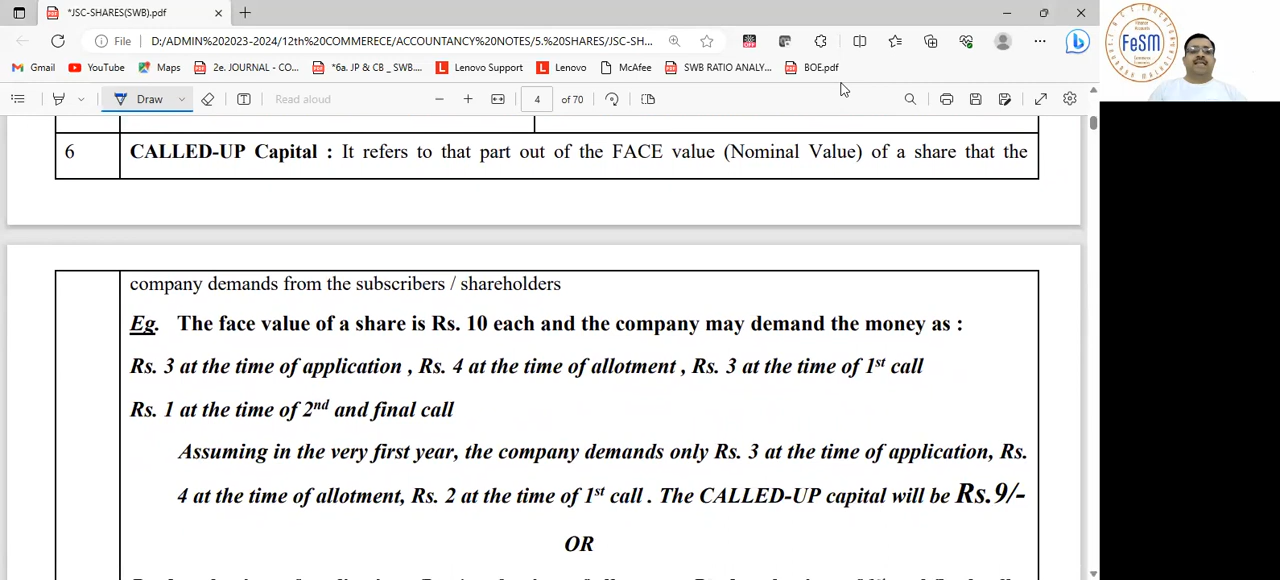 *JSC-SHARES(SWB).pdf
File D:/ADMIN%202023-2024/12th%20COMMERECE/ACCOUNTANCY%20NOTES/5.%20SHARES/JSC-SH...
Gmail YouTube Maps 2e. JOURNAL - CO... *6a. JP & CB _ SWB.... Lenovo Support Lenovo McAfee SWB RATIO ANALY... BOE.pdf
Draw Read aloud 4 of 70
FeSM
6 CALLED-UP Capital : It refers to that part out of the FACE value (Nominal Value) of a share that the
company demands from the subscribers / shareholders
Eg. The face value of a share is Rs. 10 each and the company may demand the money as :
Rs. 3 at the time of application , Rs. 4 at the time of allotment , Rs. 3 at the time of 1st call
Rs. 1 at the time of 2nd and final call
Assuming in the very first year, the company demands only Rs. 3 at the time of application, Rs.
4 at the time of allotment, Rs. 2 at the time of 1st call . The CALLED-UP capital will be Rs.9/-
OR